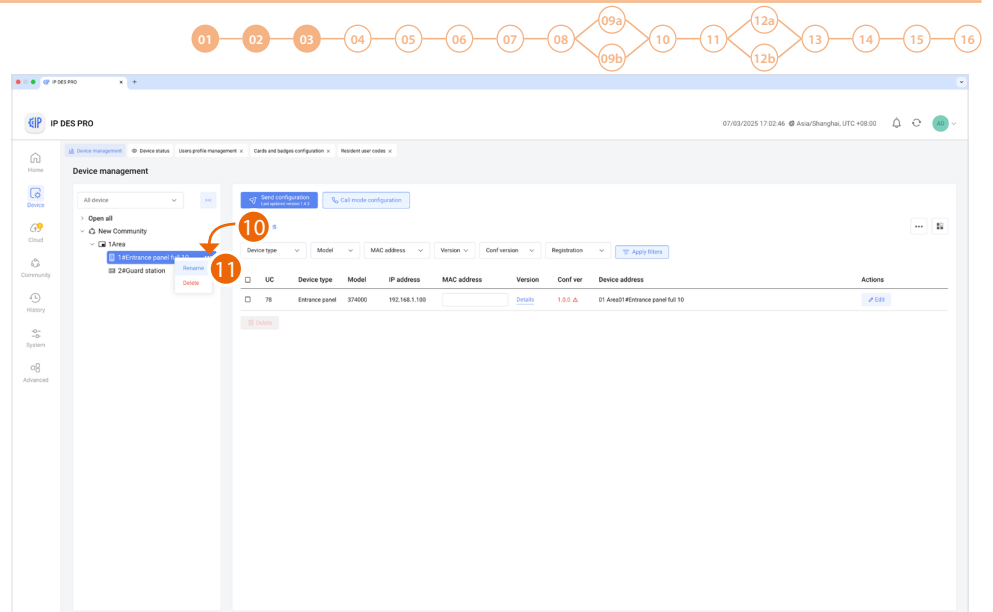 01 02 03 04 05 06 07 08 09a 09b 10 11 12a 12b 13 14 15 16
IP DES PRO × +
IP DES PRO
07/03/2025 17:02:46 Asia/Shanghai, UTC +08:00 AD
Device management Device status Users profile management × Cards and badges configuration × Resident user codes ×
Device management
Home
Device
Cloud
Community
History
System
Advanced
All device
Open all
New Community
1Area
1#Entrance panel full 10
2#Guard station
Rename
Delete
10
11
Send configuration
Last updated version 1.4.2
Call mode configuration
s
Device type Model MAC address Version Conf version Registration Apply filters
UC Device type Model IP address MAC address Version Conf ver Device address Actions
78 Entrance panel 374000 192.168.1.100 Details 1.0.0 01 Area01#Entrance panel full 10 Edit
Delete